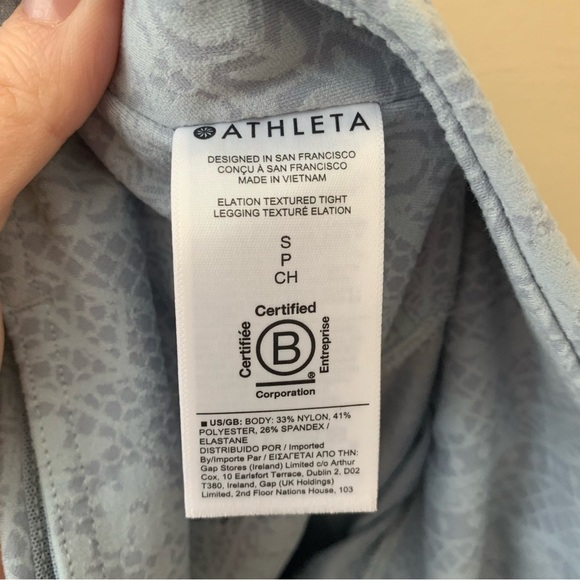 ATHLETA
DESIGNED IN SAN FRANCISCO
CONÇU À SAN FRANCISCO
MADE IN VIETNAM
ELATION TEXTURED TIGHT
LEGGING TEXTURÉ ELATION
S
P
CH
Certified
Certifiée
B
Entreprise
®
Corporation
US/GB: BODY: 33% NYLON, 41%
POLYESTER, 26% SPANDEX /
ELASTANE
DISTRIBUIDO POR / Imported
By/Importe Par / ΕΙΣΑΓΕΤΑΙ ΑΠΟ ΤΗΝ:
Gap Stores (Ireland) Limited c/o Arthur
Cox, 10 Earlsfort Terrace, Dublin 2, D02
T380, Ireland, Gap (UK Holdings)
Limited, 2nd Floor Nations House, 103